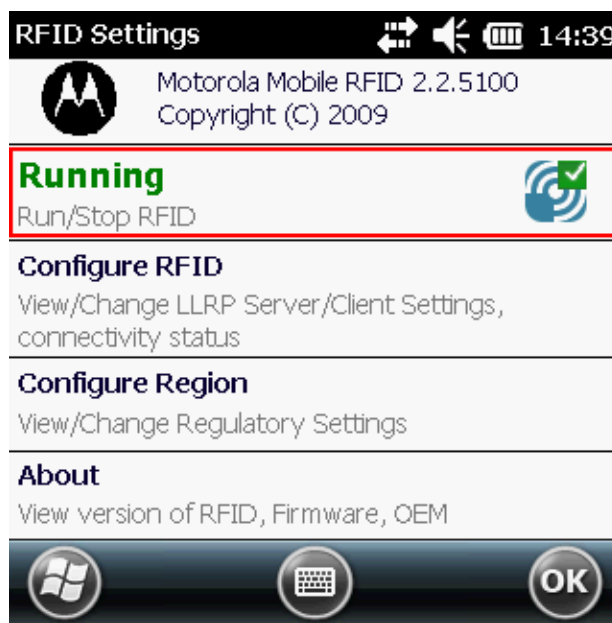 RFID Settings 14:39
Motorola Mobile RFID 2.2.5100
Copyright (C) 2009
Running
Run/Stop RFID
Configure RFID
View/Change LLRP Server/Client Settings,
connectivity status
Configure Region
View/Change Regulatory Settings
About
View version of RFID, Firmware, OEM
OK